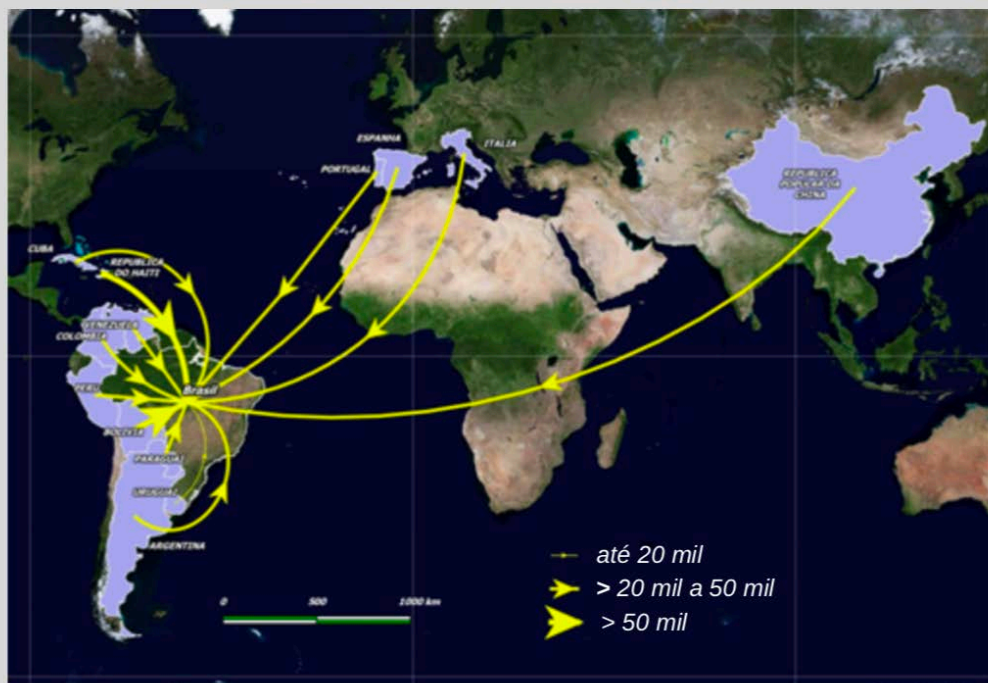 ESPANHA
ITALIA
PORTUGAL
REPUBLICA
POPULAR DA
CHINA
CUBA
REPUBLICA
DO HAITI
VENEZUELA
COLOMBIA
Brasil
PERU
BOLIVIA
PARAGUAI
URUGUAI
ARGENTINA
até 20 mil
> 20 mil a 50 mil
> 50 mil
0 500 1000 km